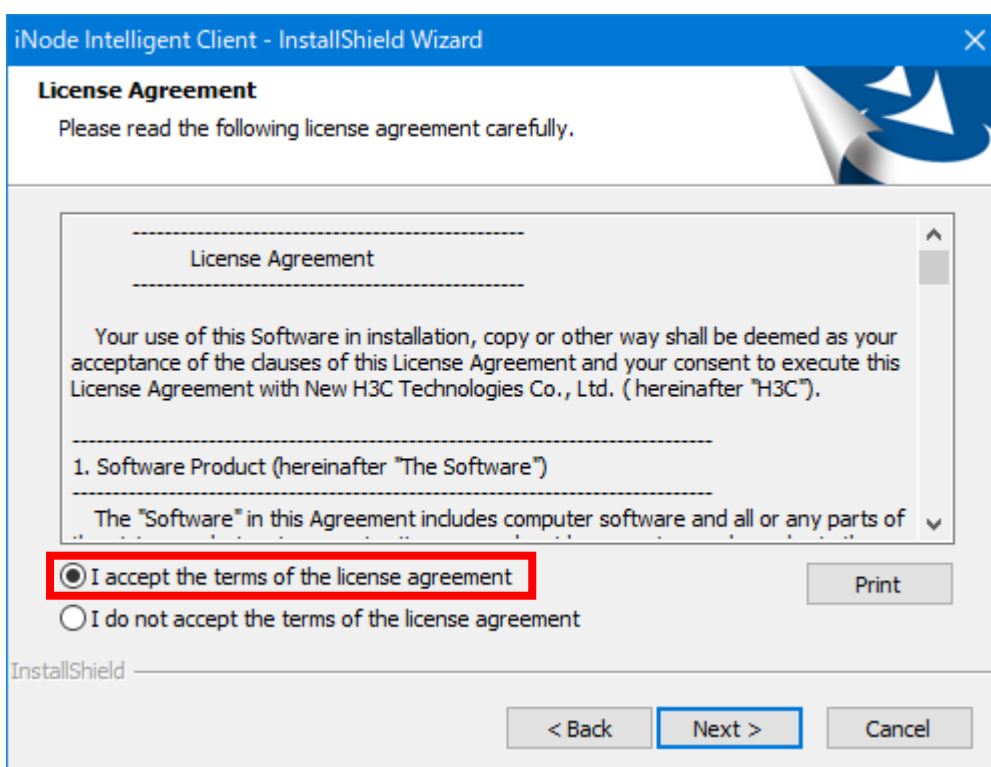 iNode Intelligent Client - InstallShield Wizard
License Agreement
Please read the following license agreement carefully.
--------------------------------------------------
License Agreement
--------------------------------------------------
Your use of this Software in installation, copy or other way shall be deemed as your
acceptance of the clauses of this License Agreement and your consent to execute this
License Agreement with New H3C Technologies Co., Ltd. ( hereinafter "H3C").
--------------------------------------------------------------------------------
1. Software Product (hereinafter "The Software")
--------------------------------------------------------------------------------
The "Software" in this Agreement includes computer software and all or any parts of
I accept the terms of the license agreement
Print
I do not accept the terms of the license agreement
InstallShield
< Back
Next >
Cancel